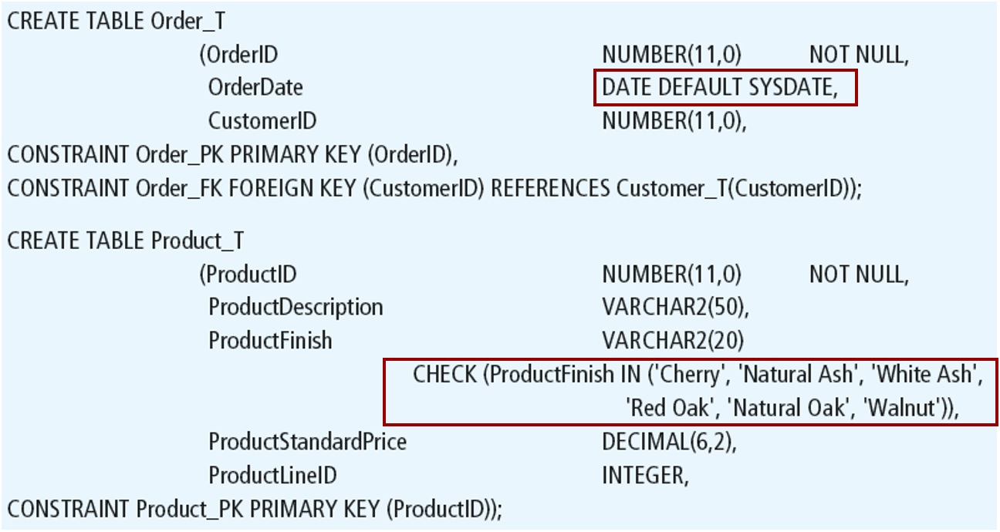 CREATE TABLE Order_T
(OrderID NUMBER(11,0) NOT NULL,
OrderDate DATE DEFAULT SYSDATE,
CustomerID NUMBER(11,0),
CONSTRAINT Order_PK PRIMARY KEY (OrderID),
CONSTRAINT Order_FK FOREIGN KEY (CustomerID) REFERENCES Customer_T(CustomerID));
CREATE TABLE Product_T
(ProductID NUMBER(11,0) NOT NULL,
ProductDescription VARCHAR2(50),
ProductFinish VARCHAR2(20)
CHECK (ProductFinish IN ('Cherry', 'Natural Ash', 'White Ash',
'Red Oak', 'Natural Oak', 'Walnut')),
ProductStandardPrice DECIMAL(6,2),
ProductLineID INTEGER,
CONSTRAINT Product_PK PRIMARY KEY (ProductID));